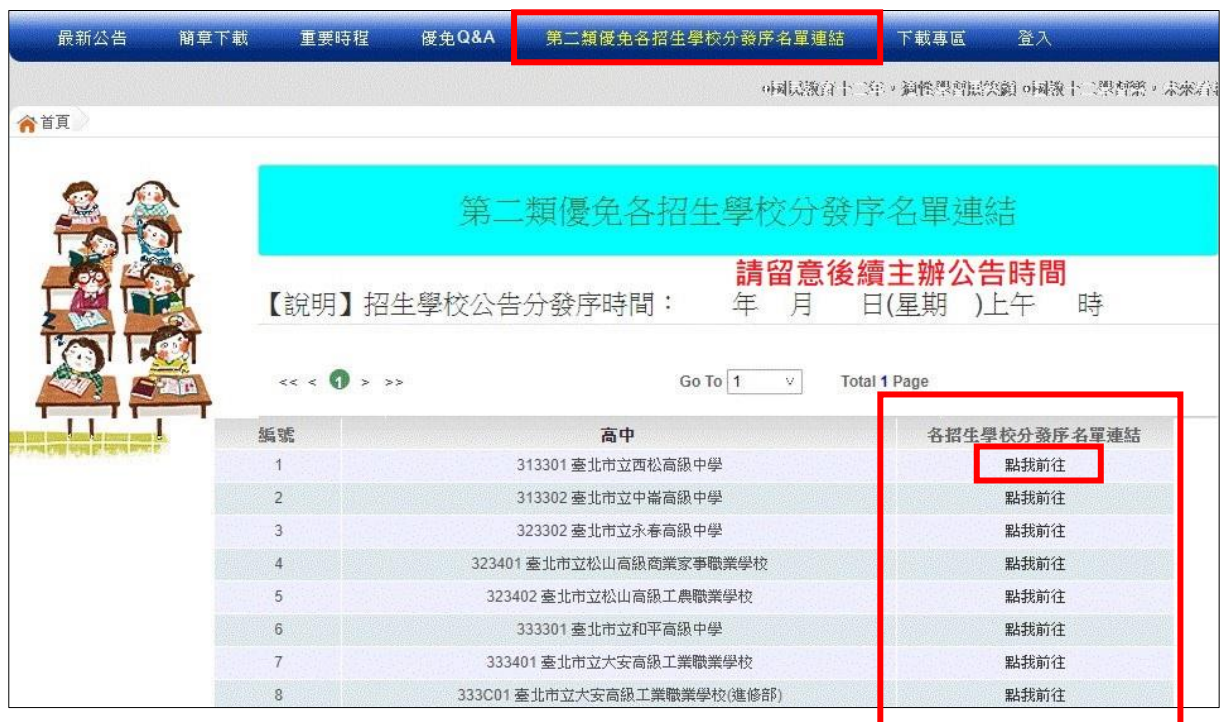 最新公告 簡章下載 重要時程 優免Q&A 第二類優免各招生學校分發序名單連結 下載專區 登入
首頁
第二類優免各招生學校分發序名單連結
請留意後續主辦公告時間
【說明】招生學校公告分發序時間： 年 月 日(星期 )上午 時
<< < 1 > >> Go To 1 Total 1 Page
編號 高中 各招生學校分發序名單連結
1 313301 臺北市立西松高級中學 點我前往
2 313302 臺北市立中崙高級中學 點我前往
3 323302 臺北市立永春高級中學 點我前往
4 323401 臺北市立松山高級商業家事職業學校 點我前往
5 323402 臺北市立松山高級工農職業學校 點我前往
6 333301 臺北市立和平高級中學 點我前往
7 333401 臺北市立大安高級工業職業學校 點我前往
8 333C01 臺北市立大安高級工業職業學校(進修部) 點我前往